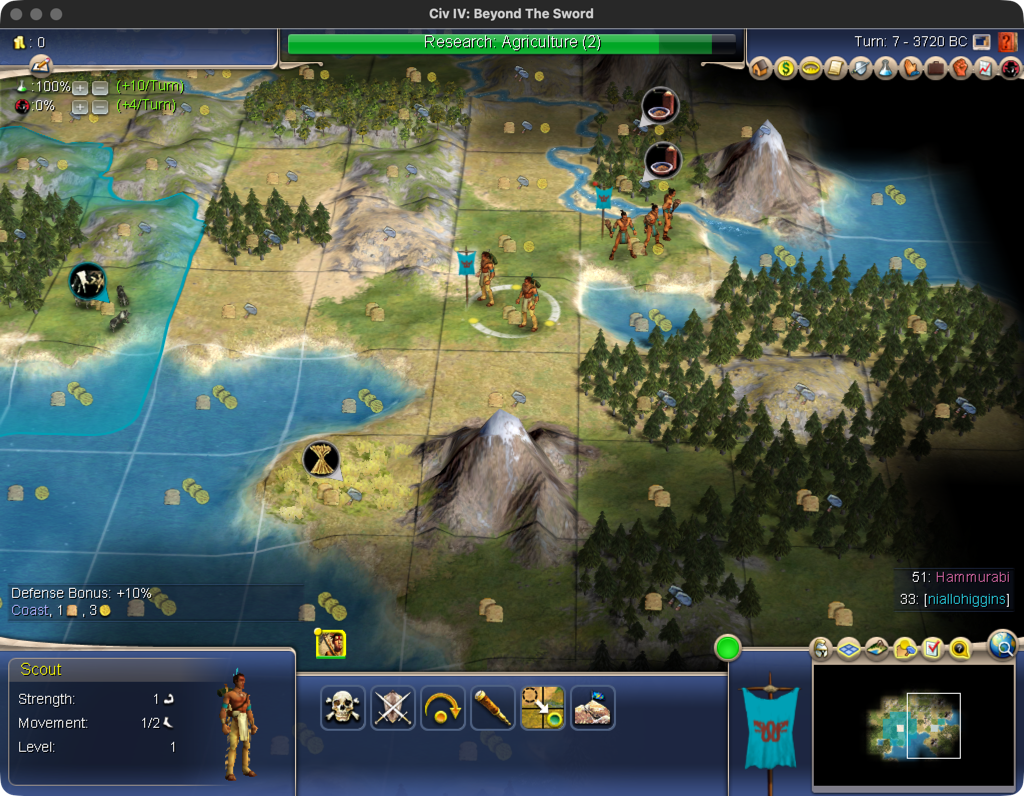 Civ IV: Beyond The Sword
: 0
Research: Agriculture (2)
Turn: 7 - 3720 BC
:100% (+10/Turn)
:0% (+4/Turn)
Defense Bonus: +10%
Coast, 1 , 3
51: Hammurabi
33: [niallohiggins]
Scout
Strength: 1
Movement: 1/2
Level: 1